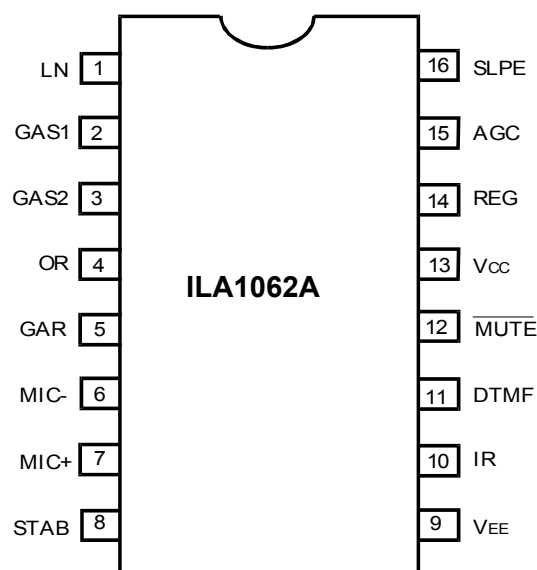 LN 1 16 SLPE
GAS1 2 15 AGC
GAS2 3 14 REG
OR 4 13 VCC
ILA1062A
GAR 5 12 MUTE
MIC- 6 11 DTMF
MIC+ 7 10 IR
STAB 8 9 VEE